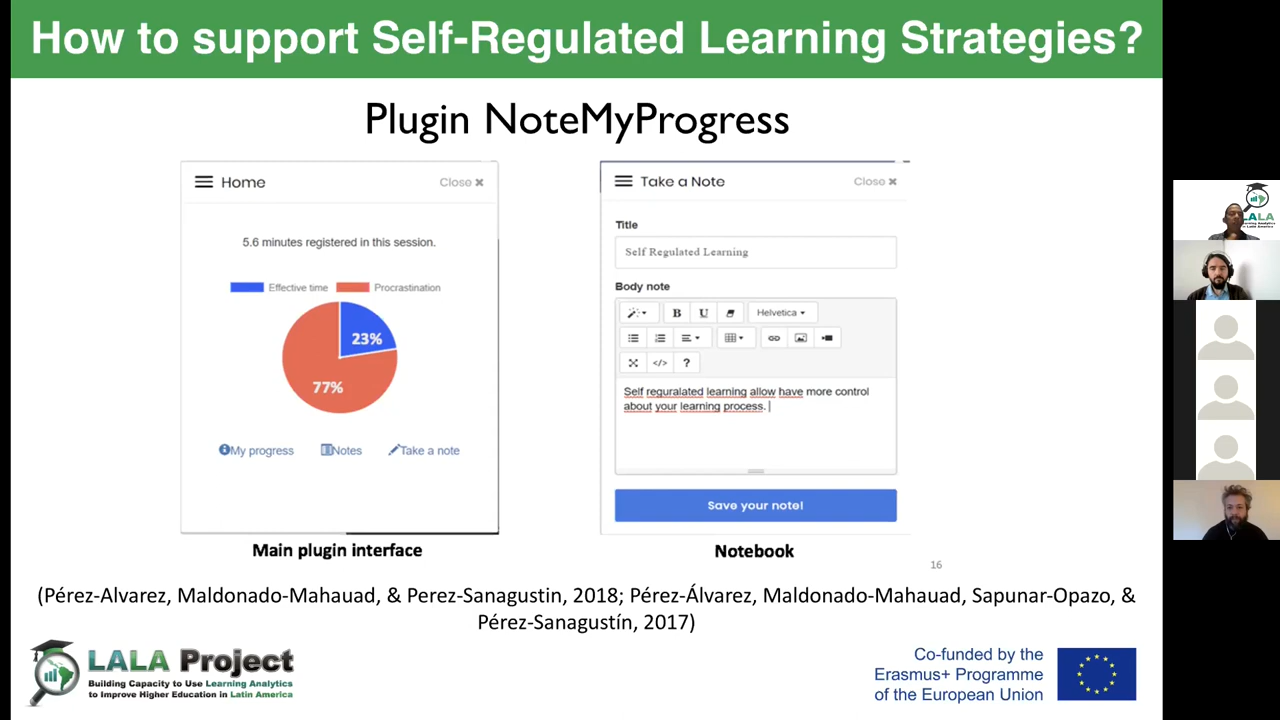 How to support Self-Regulated Learning Strategies?
Plugin NoteMyProgress
Home
Close ✖
5.6 minutes registered in this session.
Effective time
Procrastination
23%
77%
My progress
Notes
Take a note
Main plugin interface
Take a Note
Close ✖
Title
Self Regulated Learning
Body note
B
U
Helvetica
</>
?
Self reguralated learning allow have more control
about your learning process.
Save your note!
Notebook
16
(Pérez-Alvarez, Maldonado-Mahauad, & Perez-Sanagustin, 2018; Pérez-Álvarez, Maldonado-Mahauad, Sapunar-Opazo, &
Pérez-Sanagustín, 2017)
LALA Project
Building Capacity to Use Learning Analytics
to Improve Higher Education in Latin America
Co-funded by the
Erasmus+ Programme
of the European Union